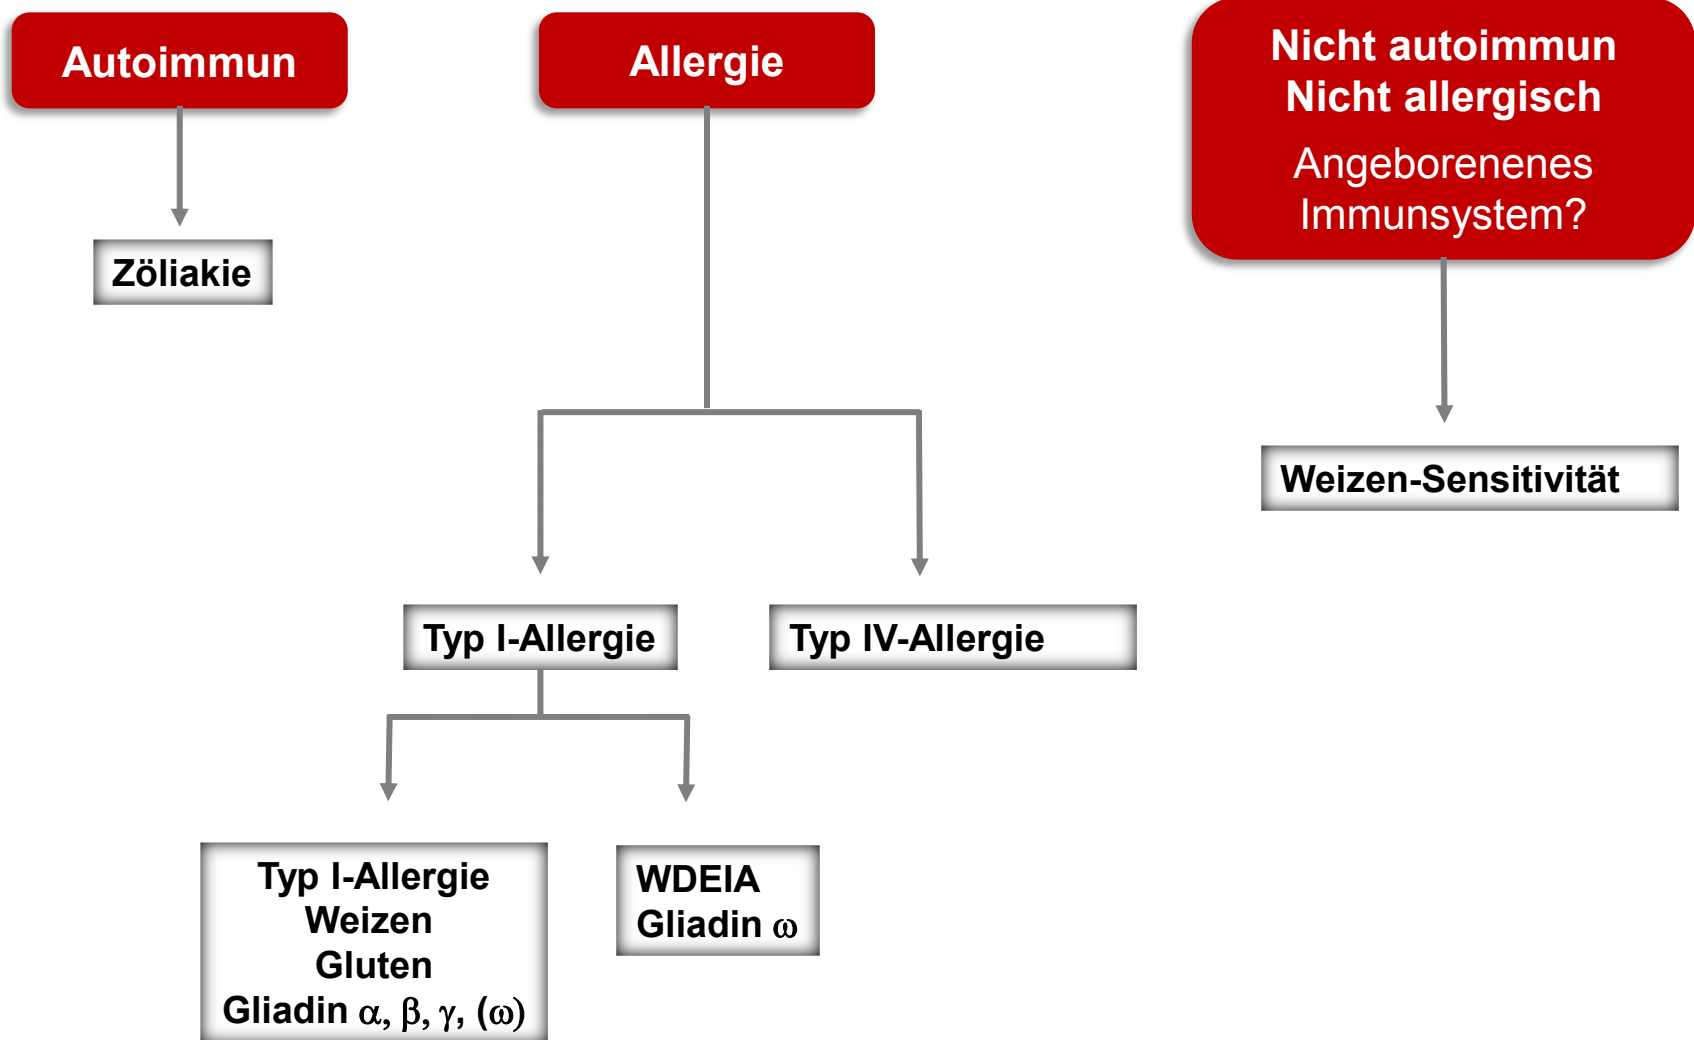 Autoimmun
Allergie
Nicht autoimmun
Nicht allergisch
Angeborenenes
Immunsystem?
Zöliakie
Weizen-Sensitivität
Typ I-Allergie
Typ IV-Allergie
Typ I-Allergie
Weizen
Gluten
Gliadin α, β, γ, (ω)
WDEIA
Gliadin ω